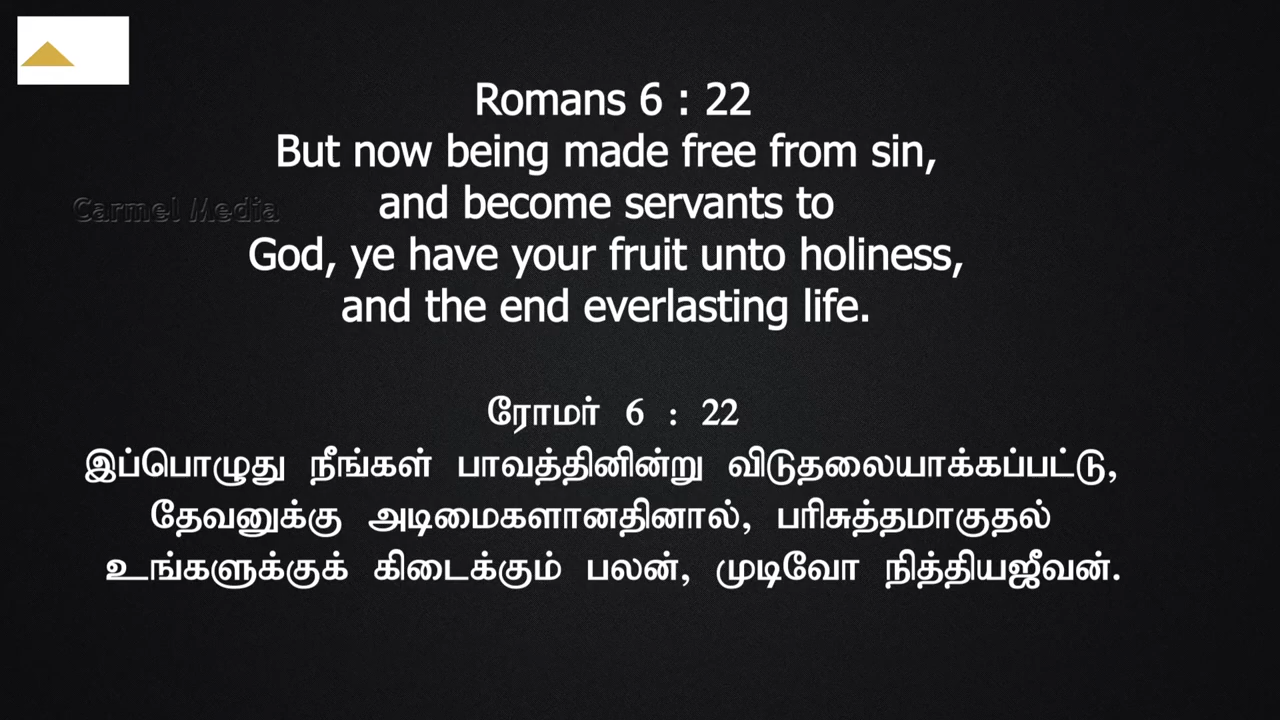 Romans 6 : 22
But now being made free from sin,
and become servants to
Carmel Media
God, ye have your fruit unto holiness,
and the end everlasting life.
ரோமர் 6 : 22
இப்பொழுது நீங்கள் பாவத்தினின்று விடுதலையாக்கப்பட்டு,
தேவனுக்கு அடிமைகளானதினால், பரிசுத்தமாகுதல்
உங்களுக்குக் கிடைக்கும் பலன், முடிவோ நித்தியஜீவன்.